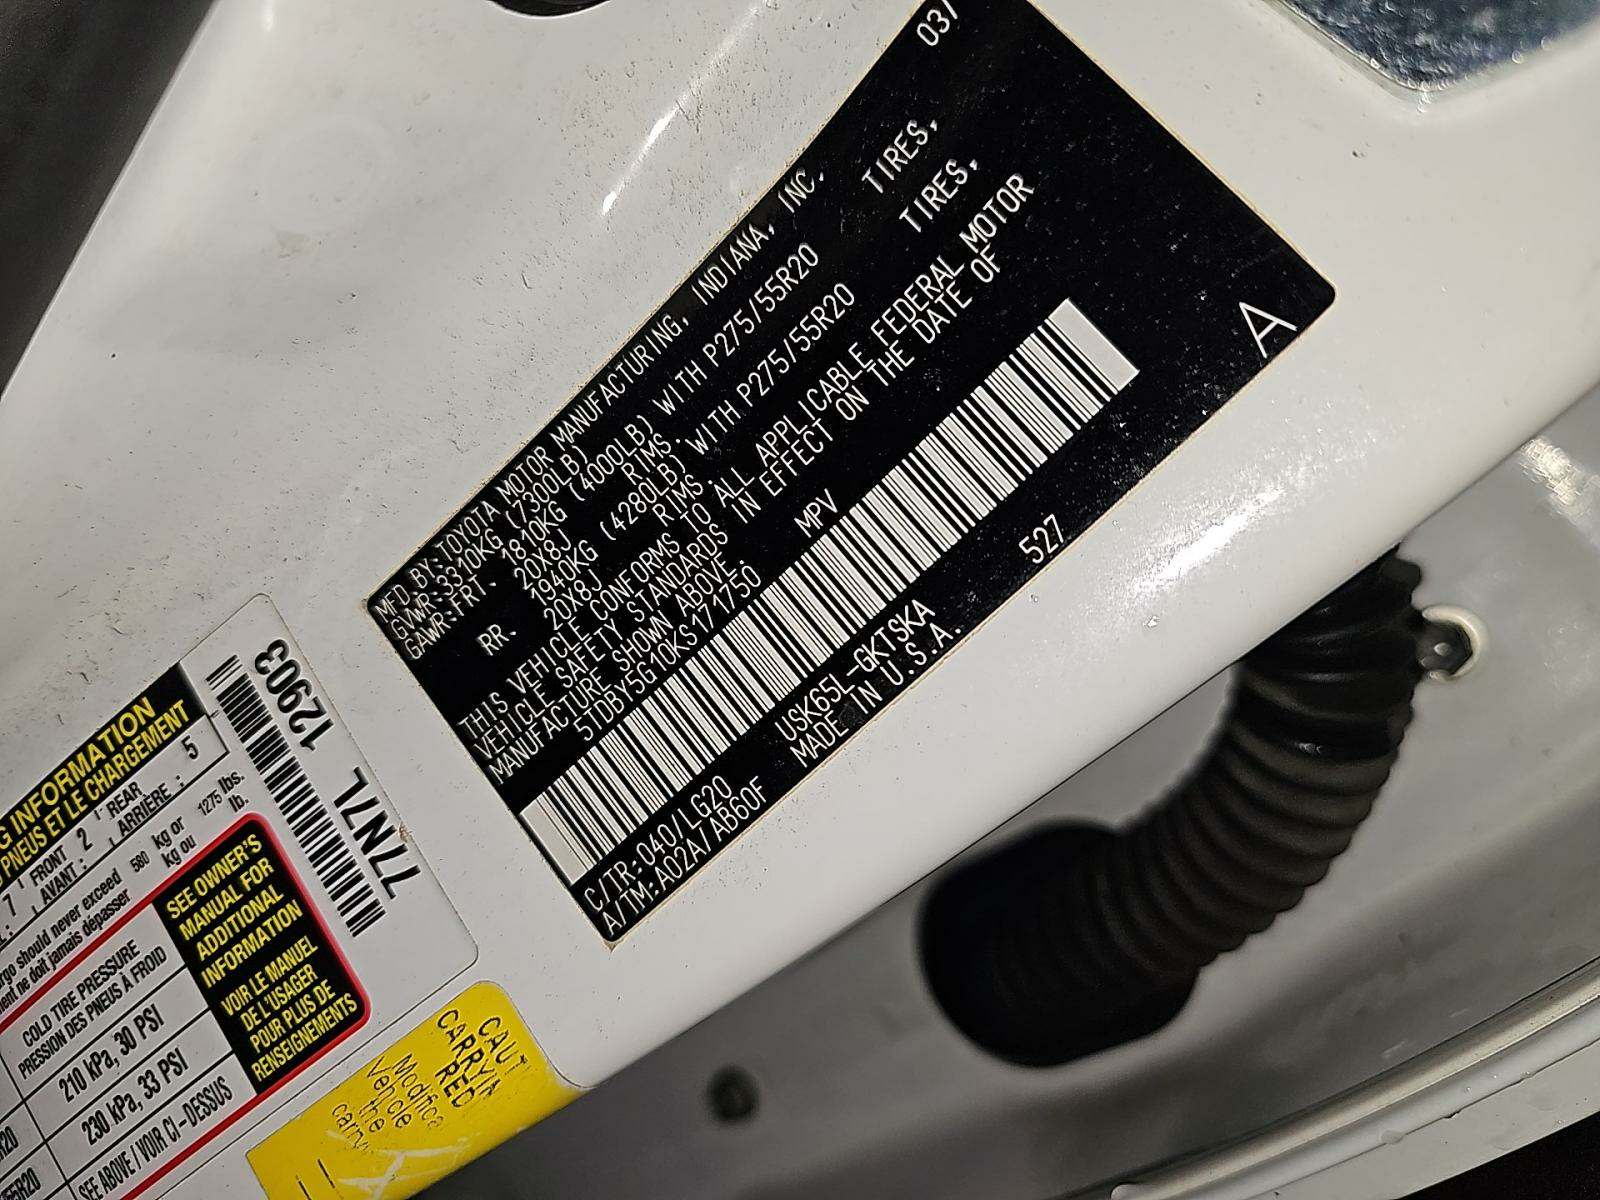 MFD. BY: TOYOTA MOTOR MANUFACTURING, INDIANA, INC. 03/
GVWR: 3310KG (7300LB)
GAWR: FRT. 1810KG (4000LB) WITH P275/55R20 TIRES,
20X8J RIMS.
RR. 1940KG (4280LB) WITH P275/55R20 TIRES,
20X8J RIMS.
THIS VEHICLE CONFORMS TO ALL APPLICABLE FEDERAL MOTOR
VEHICLE SAFETY STANDARDS IN EFFECT ON THE DATE OF
MANUFACTURE SHOWN ABOVE.
5TDBY5G10KS171750 MPV
A
C/TR: 040/LG20 USK65L-GKTSKA 527
A/TM: A02A/AB60F MADE IN U.S.A.
12903
77N7L
G INFORMATION
PNEUS ET LE CHARGEMENT
7 FRONT 2 REAR 5
AVANT : ARRIÈRE :
should never exceed 580 kg or 1275 lbs.
ne doit jamais dépasser kg ou lb.
COLD TIRE PRESSURE
PRESSION DES PNEUS À FROID
210 kPa, 30 PSI
230 kPa, 33 PSI
SEE ABOVE / VOIR CI-DESSUS
SEE OWNER'S
MANUAL FOR
ADDITIONAL
INFORMATION
VOIR LE MANUEL
DE L'USAGER
POUR PLUS DE
RENSEIGNEMENTS
CAUT
CARRYIN
RED
Modifica
Vehicle
the
carry